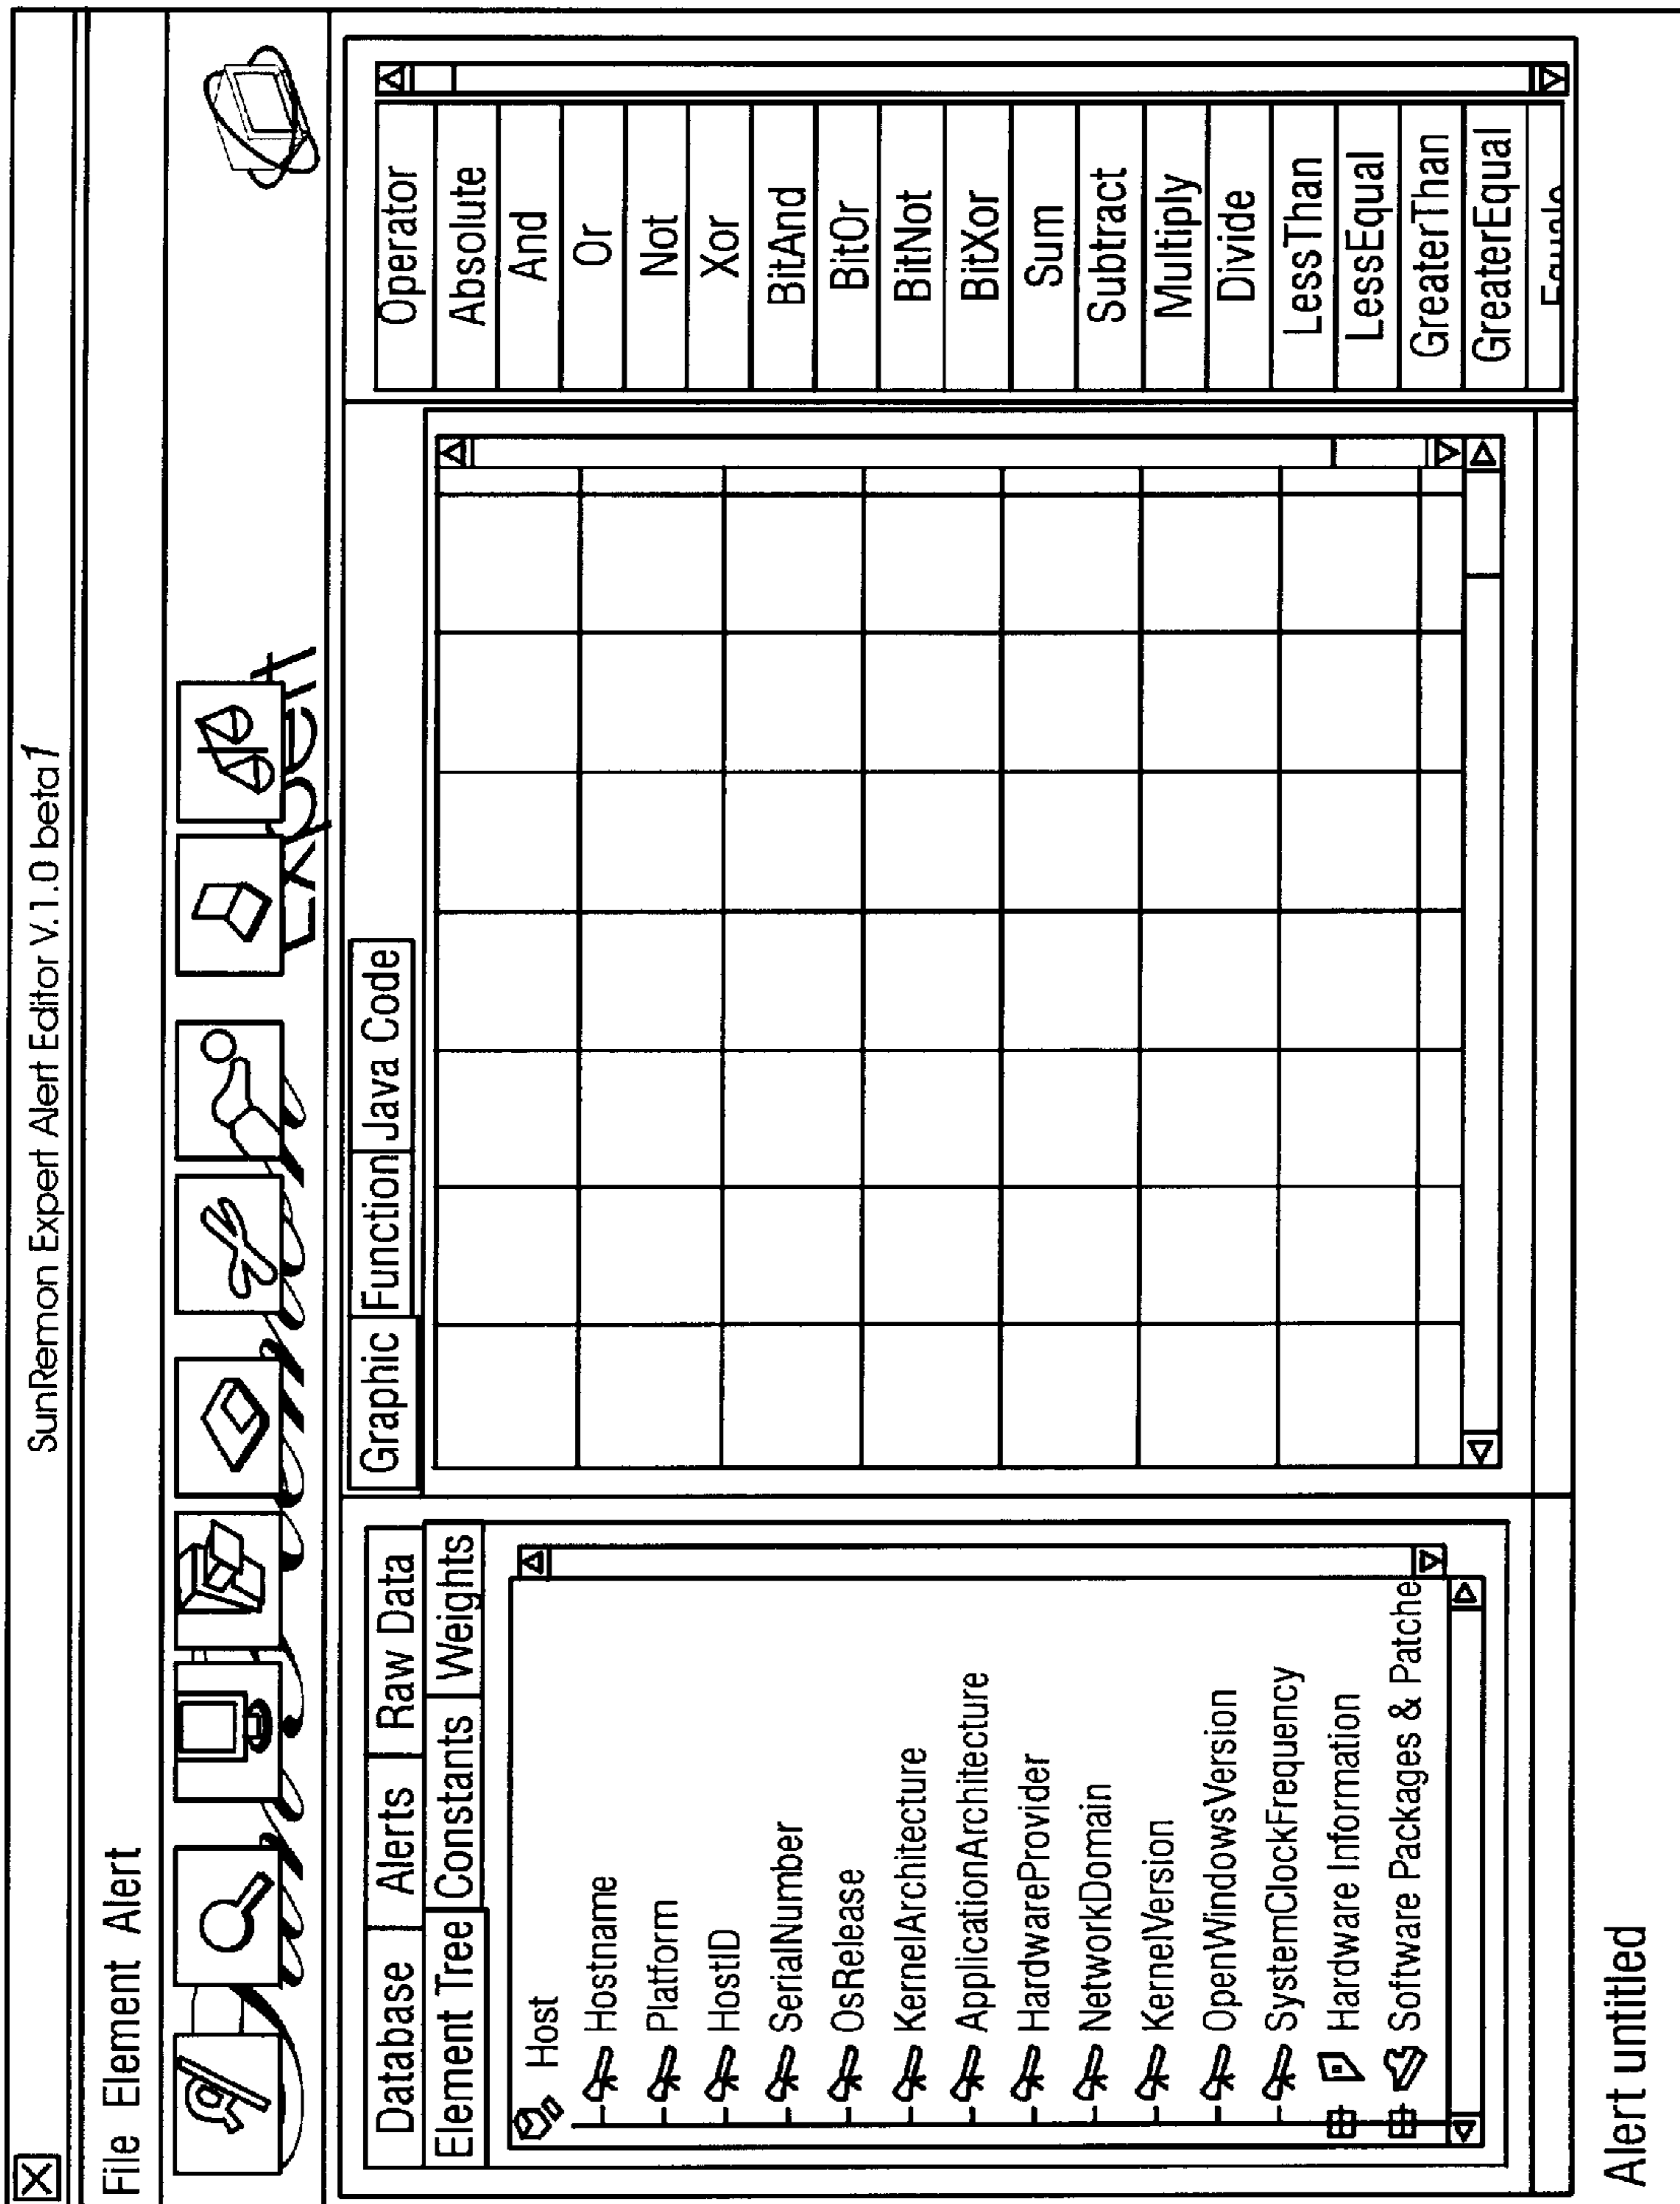 SunRemon Expert Alert Editor V.1.0 beta1
File Element Alert
Database Alerts Raw Data
Element Tree Constants Weights
Host
Hostname
Platform
HostID
SerialNumber
OsRelease
KernelArchitecture
ApplicationArchitecture
HardwareProvider
NetworkDomain
KernelVersion
OpenWindowsVersion
SystemClockFrequency
Hardware Information
Software Packages & Patche
Graphic Function Java Code
Operator
Absolute
And
Or
Not
Xor
BitAnd
BitOr
BitNot
BitXor
Sum
Subtract
Multiply
Divide
LessThan
LessEqual
GreaterThan
GreaterEqual
Alert untitled